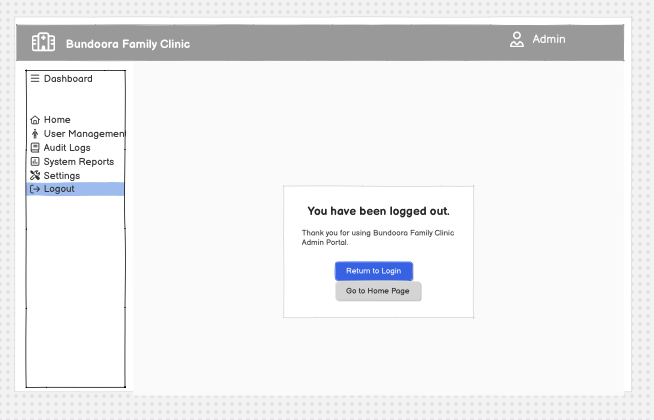 Bundoora Family Clinic
Admin
Dashboard
Home
User Management
Audit Logs
System Reports
Settings
Logout
You have been logged out.
Thank you for using Bundoora Family Clinic
Admin Portal.
Return to Login
Go to Home Page